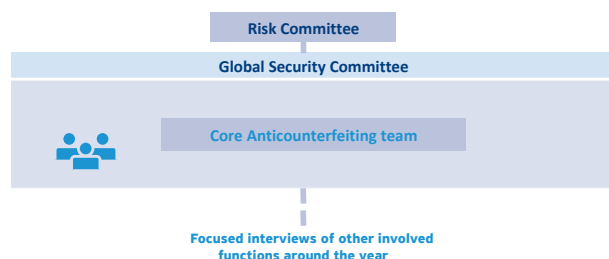 Risk Committee
Global Security Committee
Core Anticounterfeiting team
Focused interviews of other involved
functions around the year